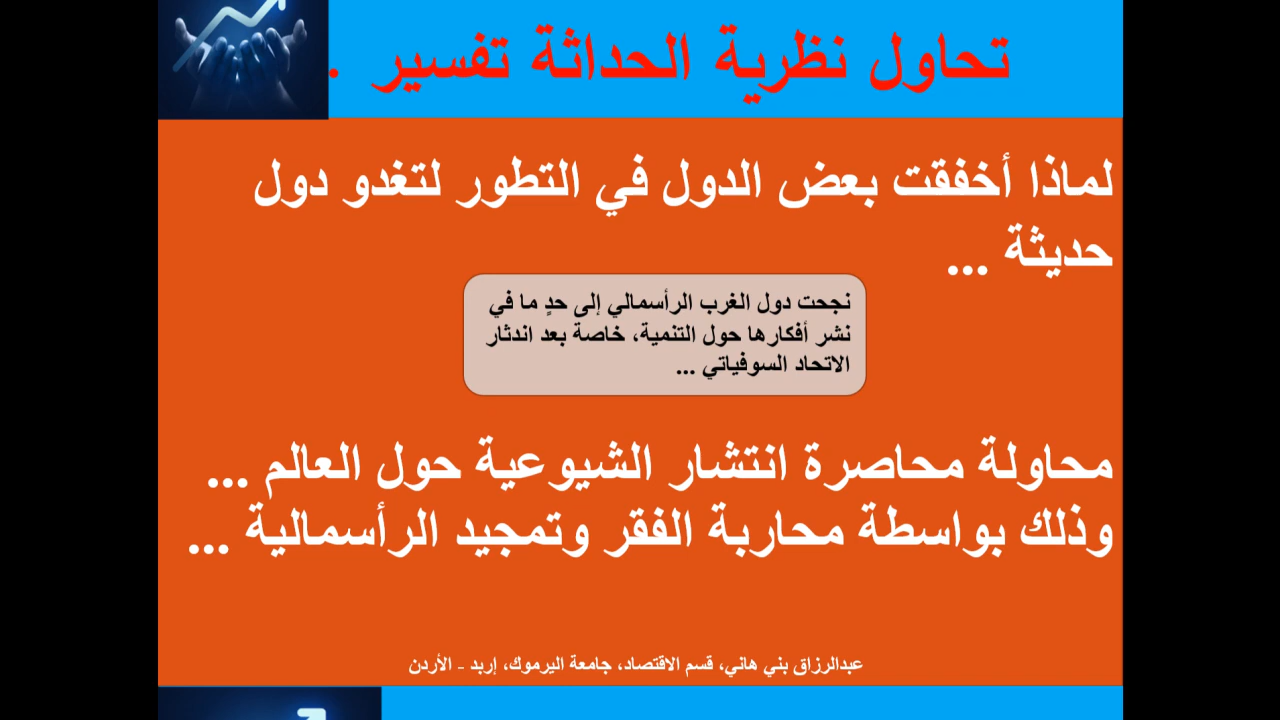 تحاول نظرية الحداثة تفسير .
لماذا أخفقت بعض الدول في التطور لتغدو دول
حديثة ...
نجحت دول الغرب الرأسمالي إلى حدٍ ما في
نشر أفكارها حول التنمية، خاصة بعد اندثار
الاتحاد السوفياتي ...
محاولة محاصرة انتشار الشيوعية حول العالم ...
وذلك بواسطة محاربة الفقر وتمجيد الرأسمالية ...
عبدالرزاق بني هاني، قسم الاقتصاد، جامعة اليرموك، إربد - الأردن